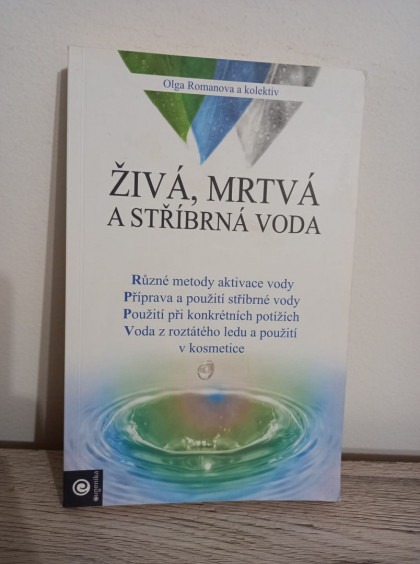 Olga Romanova a kolektiv
ŽIVÁ, MRTVÁ
A STŘÍBRNÁ VODA
Různé metody aktivace vody
Příprava a použití stříbrné vody
Použití při konkrétních potížích
Voda z roztátého ledu a použití
v kosmetice
eugenika